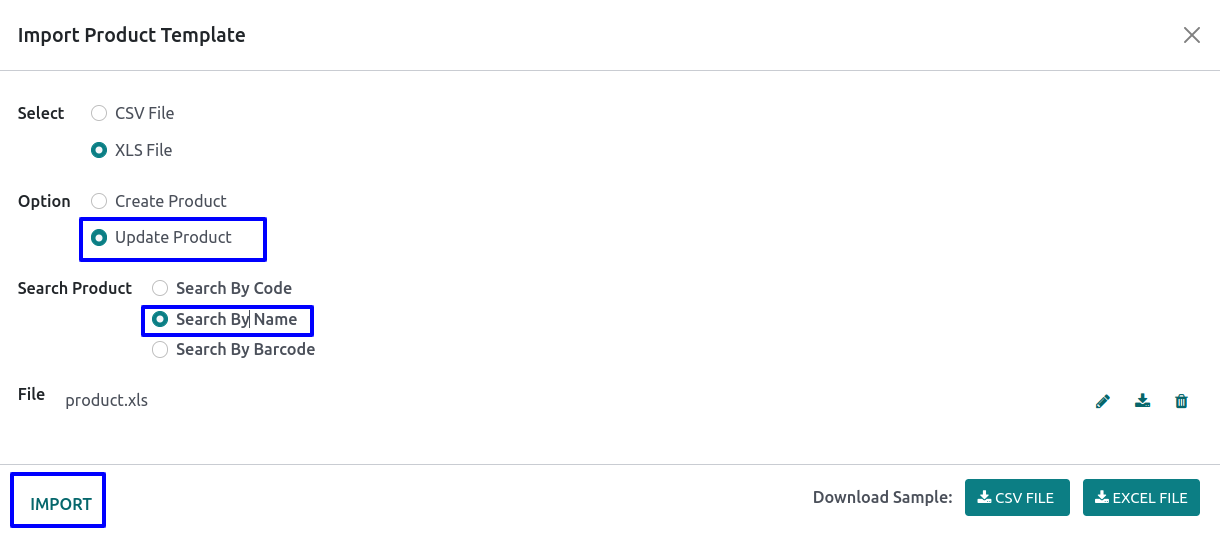 Import Product Template
Select CSV File
XLS File
Option Create Product
Update Product
Search Product Search By Code
Search By Name
Search By Barcode
File product.xls
IMPORT Download Sample: CSV FILE EXCEL FILE